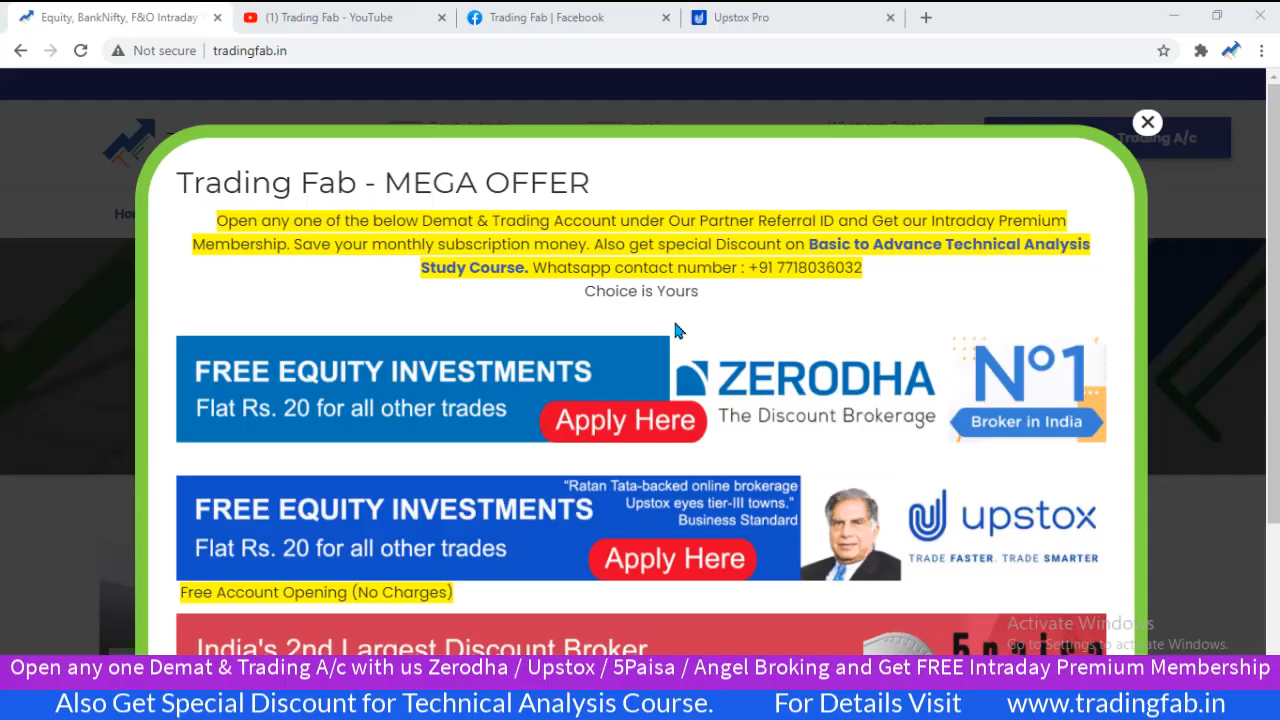 Equity, BankNifty, F&O Intraday
(1) Trading Fab - YouTube
Trading Fab | Facebook
Upstox Pro
Not secure
tradingfab.in
Trading A/c
Trading Fab - MEGA OFFER
Open any one of the below Demat & Trading Account under Our Partner Referral ID and Get our Intraday Premium
Membership. Save your monthly subscription money. Also get special Discount on Basic to Advance Technical Analysis
Study Course. Whatsapp contact number : +91 7718036032
Choice is Yours
FREE EQUITY INVESTMENTS
Flat Rs. 20 for all other trades
Apply Here
ZERODHA
The Discount Brokerage
Nº1
Broker in India
"Ratan Tata-backed online brokerage
Upstox eyes tier-III towns."
Business Standard
FREE EQUITY INVESTMENTS
Flat Rs. 20 for all other trades
Apply Here
upstox
TRADE FASTER. TRADE SMARTER
Free Account Opening (No Charges)
India's 2nd Largest Discount Broker
Activate Windows
Go to Settings to activate Windows.
Open any one Demat & Trading A/c with us Zerodha / Upstox / 5Paisa / Angel Broking and Get FREE Intraday Premium Membership
Also Get Special Discount for Technical Analysis Course. For Details Visit www.tradingfab.in